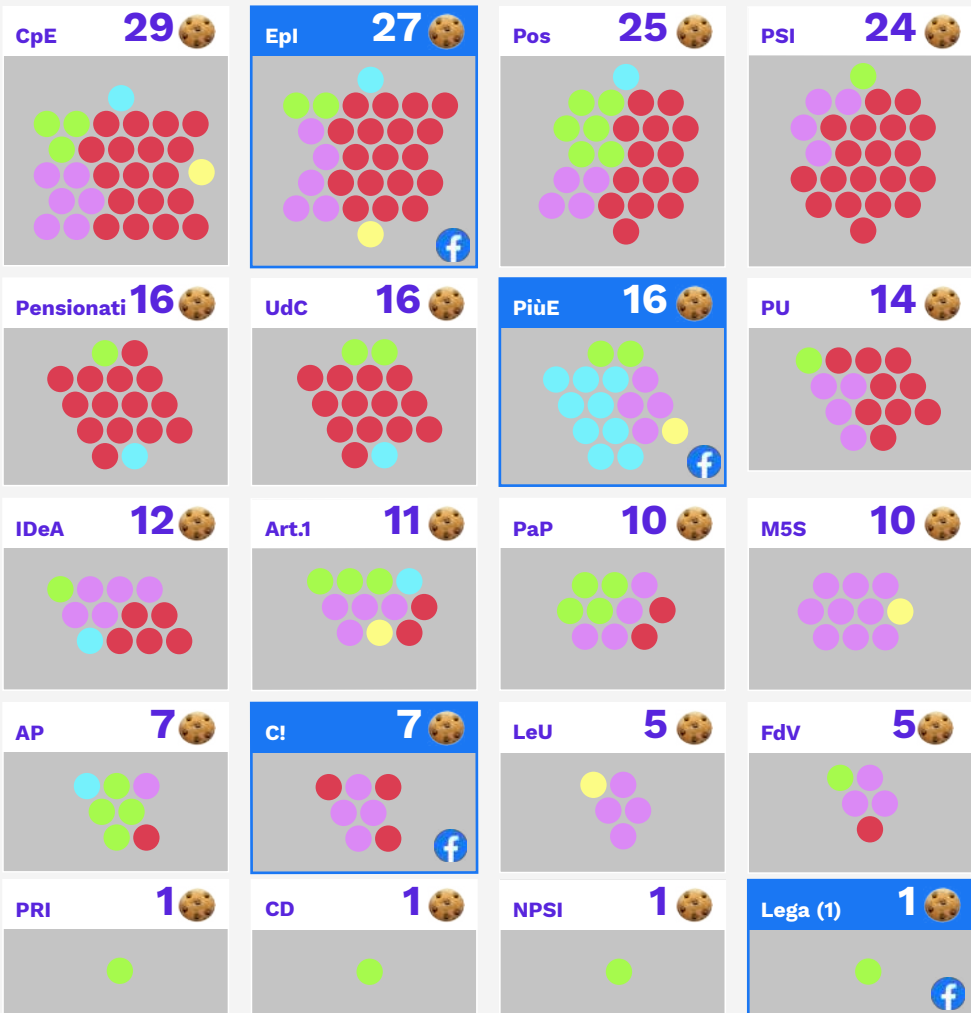 CpE 29
EpI 27
Pos 25
PSI 24
Pensionati 16
UdC 16
PiùE 16
PU 14
IDeA 12
Art.1 11
PaP 10
M5S 10
AP 7
C! 7
LeU 5
FdV 5
PRI 1
CD 1
NPSI 1
Lega (1) 1